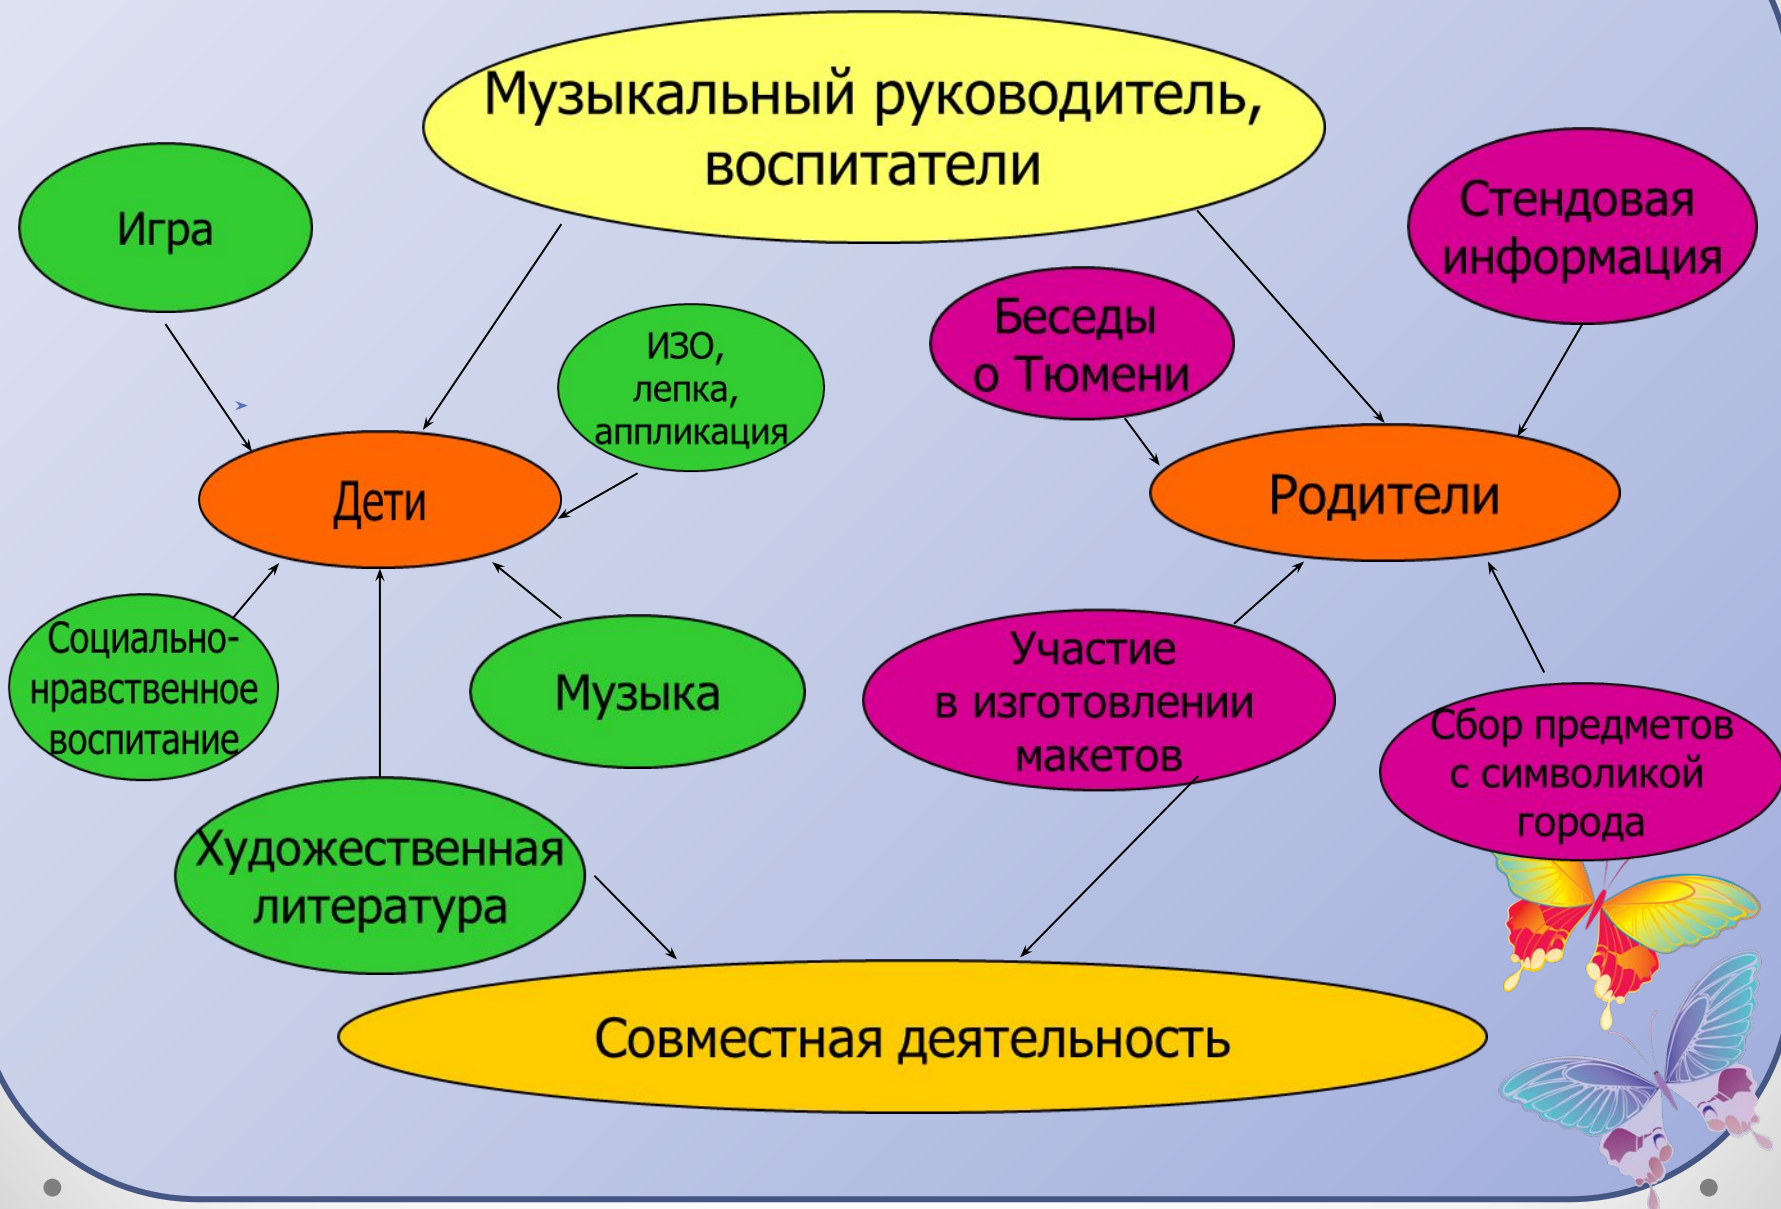 Музыкальный руководитель,
воспитатели
Игра
Стендовая
информация
Беседы
о Тюмени
ИЗО,
лепка,
аппликация
Дети
Родители
Социально-
нравственное
воспитание
Музыка
Участие
в изготовлении
макетов
Сбор предметов
с символикой
города
Художественная
литература
Совместная деятельность